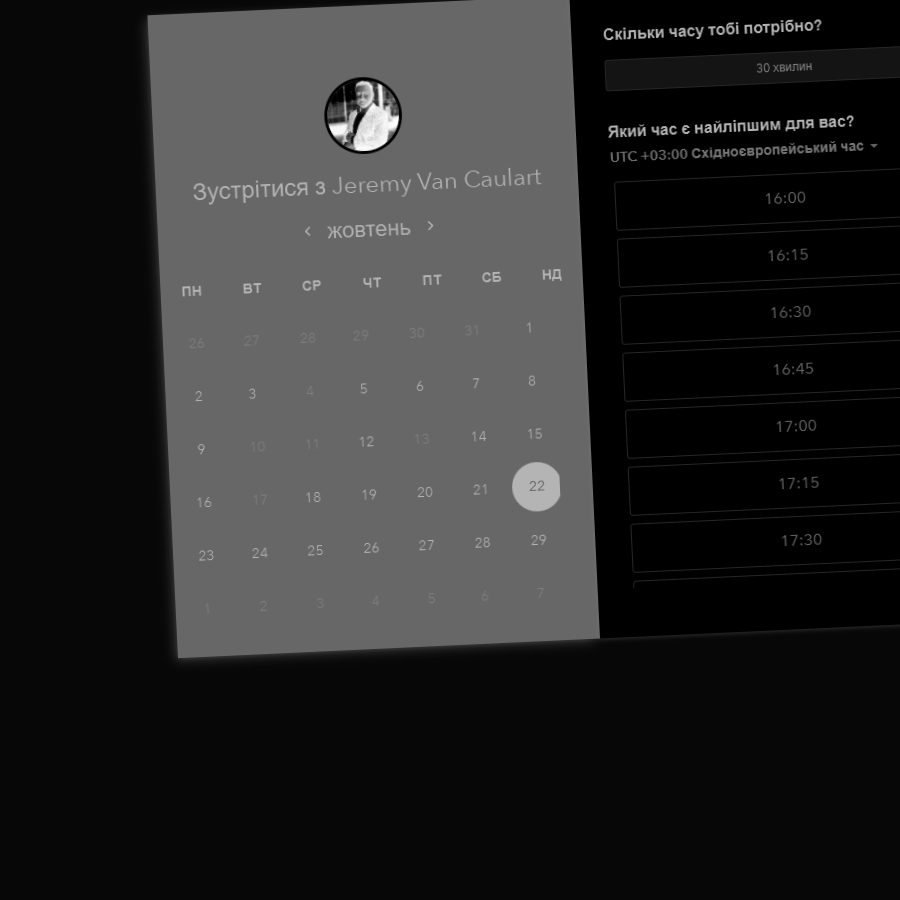 Зустрітися з Jeremy Van Caulart
жовтень
ПН ВТ СР ЧТ ПТ СБ НД
26 27 28 29 30 31 1
2 3 4 5 6 7 8
9 10 11 12 13 14 15
16 17 18 19 20 21 22
23 24 25 26 27 28 29
1 2 3 4 5 6 7
Скільки часу тобі потрібно?
30 хвилин
Який час є найліпшим для вас?
UTC +03:00 Східноєвропейський час
16:00
16:15
16:30
16:45
17:00
17:15
17:30